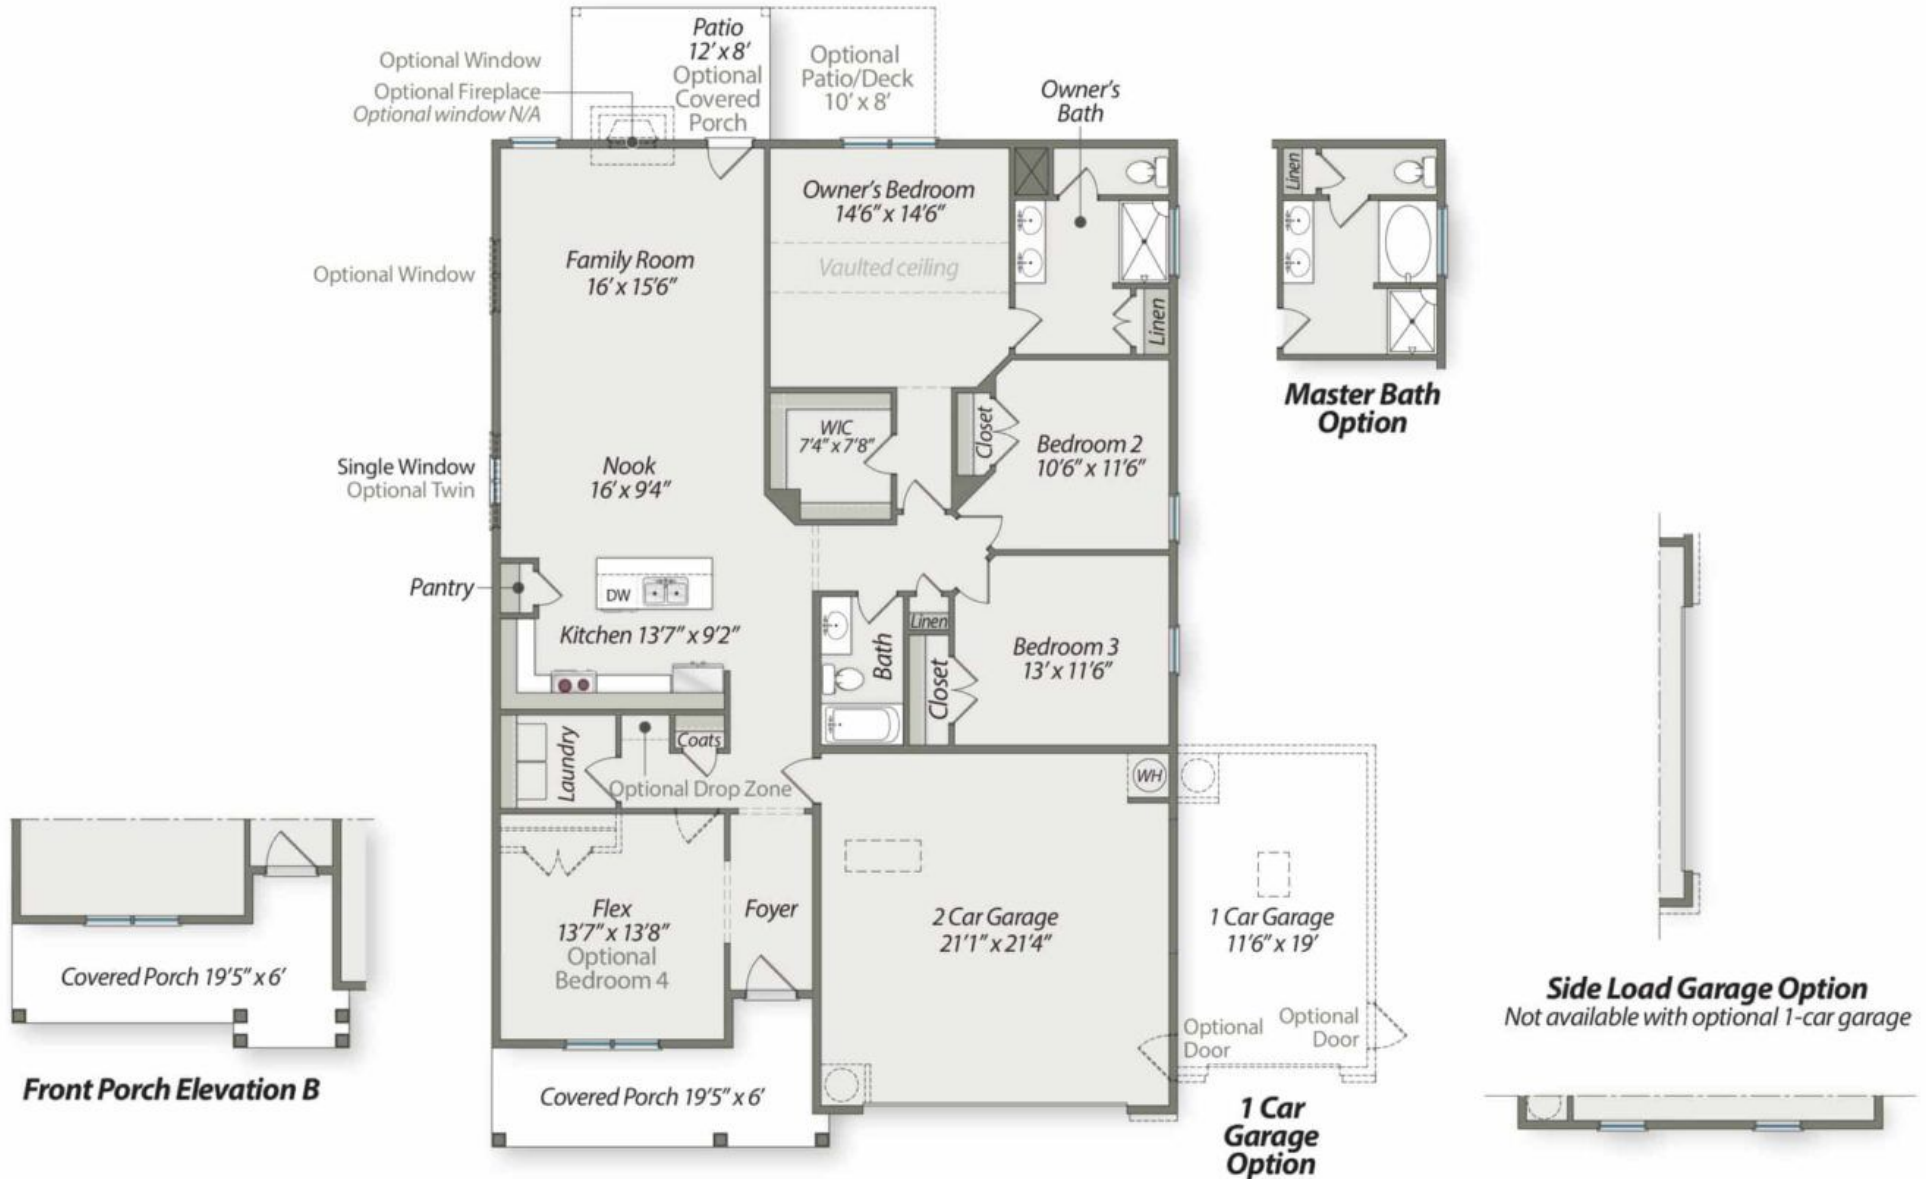 Patio
12' x 8'
Optional
Covered
Porch
Optional
Patio/Deck
10' x 8'
Optional Window
Optional Fireplace
Optional window N/A
Owner's
Bath
Owner's Bedroom
14'6" x 14'6"
Vaulted ceiling
Linen
Family Room
16' x 15'6"
Optional Window
Linen
Master Bath
Option
WIC
7'4" x 7'8"
Closet
Bedroom 2
10'6" x 11'6"
Single Window
Optional Twin
Nook
16' x 9'4"
Pantry
DW
Kitchen 13'7" x 9'2"
Bath
Linen
Closet
Bedroom 3
13' x 11'6"
Laundry
Coats
Optional Drop Zone
WH
Flex
13'7" x 13'8"
Optional
Bedroom 4
Foyer
2 Car Garage
21'1" x 21'4"
1 Car Garage
11'6" x 19'
Optional
Door
Optional
Door
Covered Porch 19'5" x 6'
Front Porch Elevation B
Covered Porch 19'5" x 6'
1 Car
Garage
Option
Side Load Garage Option
Not available with optional 1-car garage